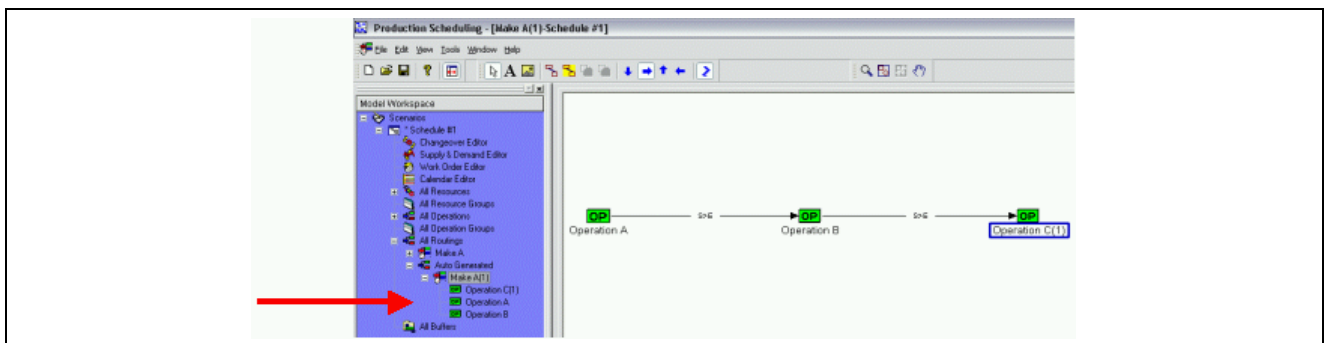 Production Scheduling - [Make A(1)-Schedule #1]
File Edit View Tools Window Help
Model Workspace
Scenarios
* Schedule #1
Changeover Editor
Supply & Demand Editor
Work Order Editor
Calendar Editor
All Resources
All Resource Groups
All Operations
All Operation Groups
All Routings
Make A
Auto Generated
Make A(1)
Operation C(1)
Operation A
Operation B
All Buffers
OP OP OP
Operation A Operation B Operation C(1)